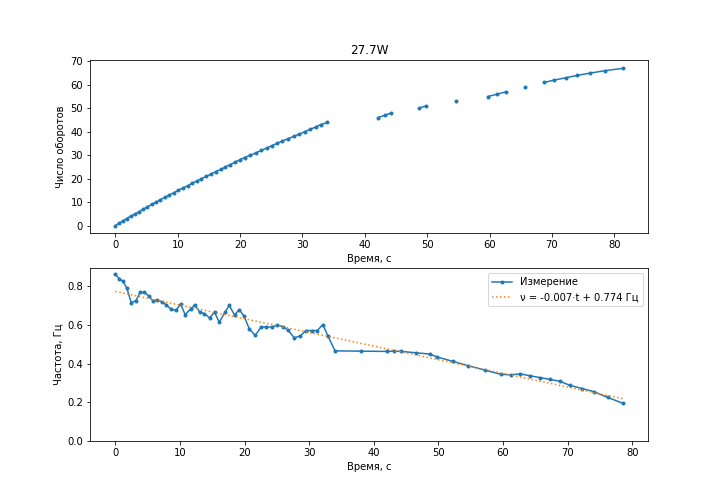 27.7W
Число оборотов
70
60
50
40
30
20
10
0
0 10 20 30 40 50 60 70 80
Время, с
Частота, Гц
0.8
0.6
0.4
0.2
0.0
Измерение
ν = -0.007·t + 0.774 Гц
0 10 20 30 40 50 60 70 80
Время, с